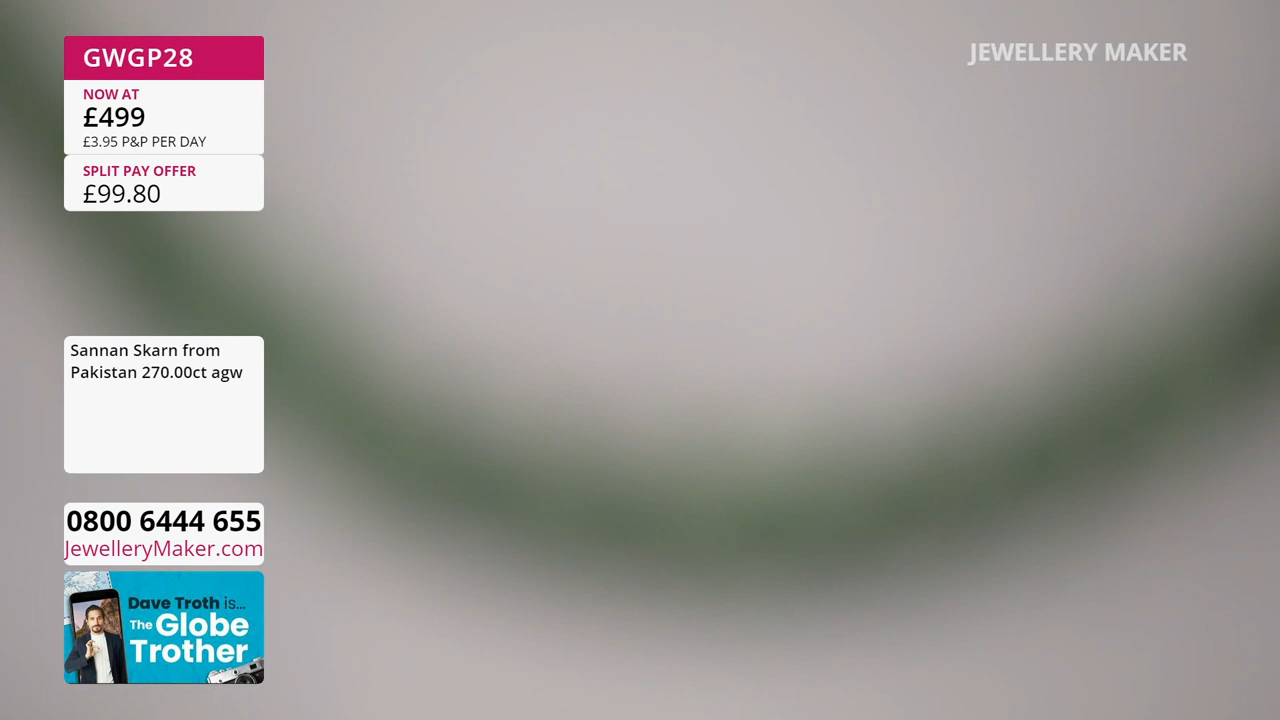 GWGP28
NOW AT
£499
£3.95 P&P PER DAY
SPLIT PAY OFFER
£99.80
JEWELLERY MAKER
Sannan Skarn from
Pakistan 270.00ct agw
0800 6444 655
JewelleryMaker.com
Dave Troth is...
The Globe
Trother